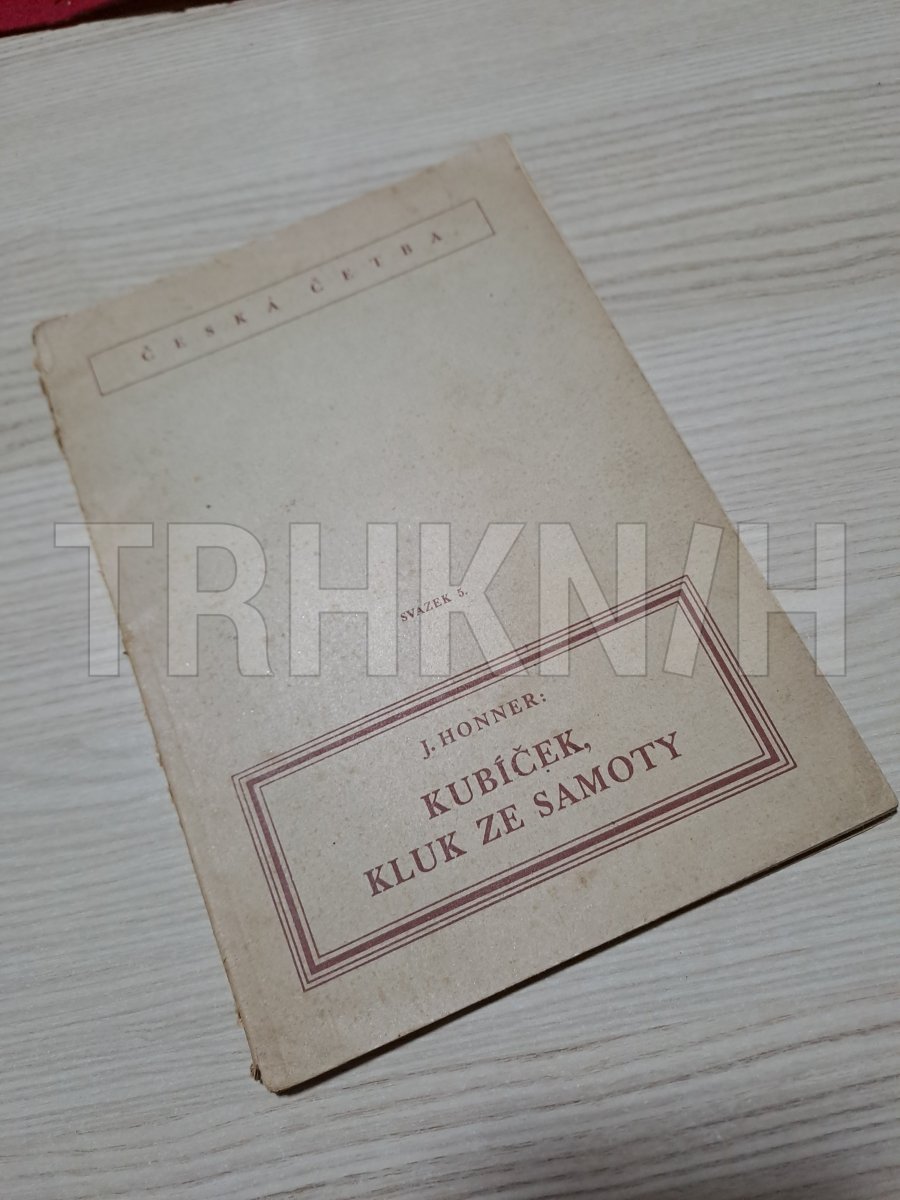 ČESKÁ ČETBA
SVAZEK 5.
TRHKNIH
J. HONNER:
KUBÍČEK,
KLUK ZE SAMOTY